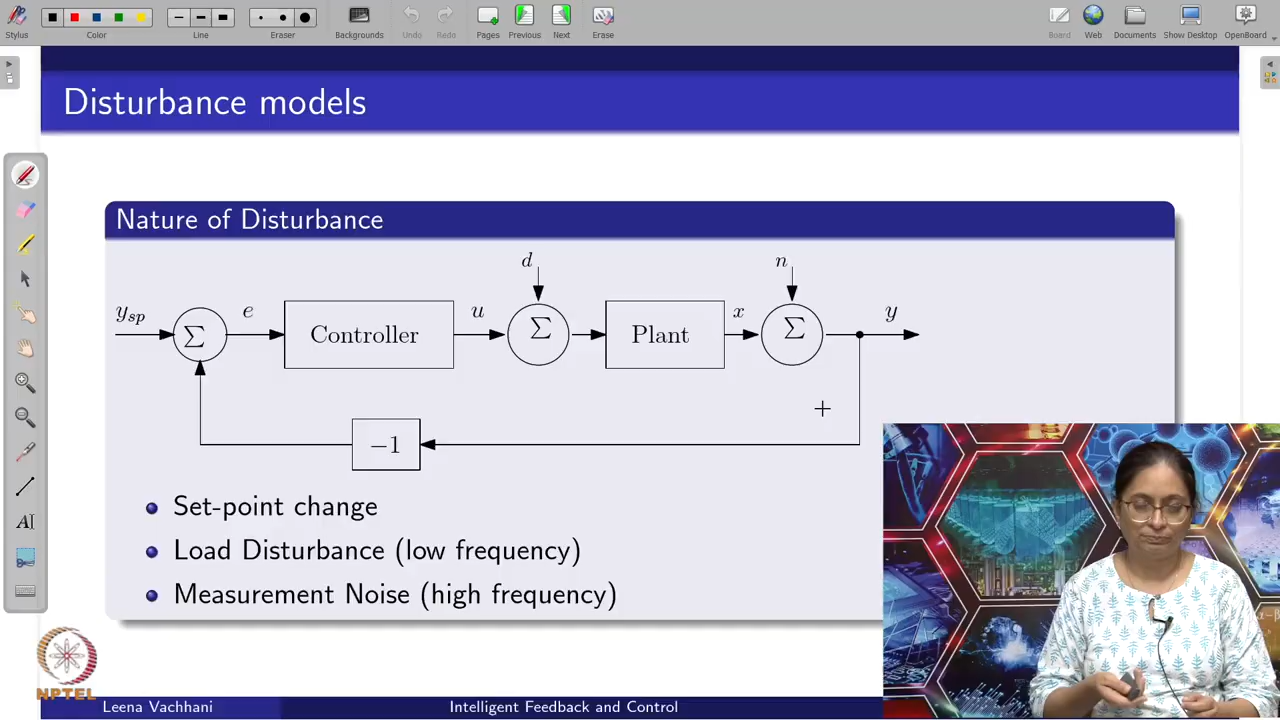 Stylus
Color
Line
Eraser
Backgrounds
Undo
Redo
Pages
Previous
Next
Erase
Board
Web
Documents
Show Desktop
OpenBoard
Disturbance models
Nature of Disturbance
d
n
y_sp
Σ
e
Controller
u
Σ
Plant
x
Σ
y
+
−1
• Set-point change
• Load Disturbance (low frequency)
• Measurement Noise (high frequency)
AI
NPTEL
Leena Vachhani
Intelligent Feedback and Control
α-β